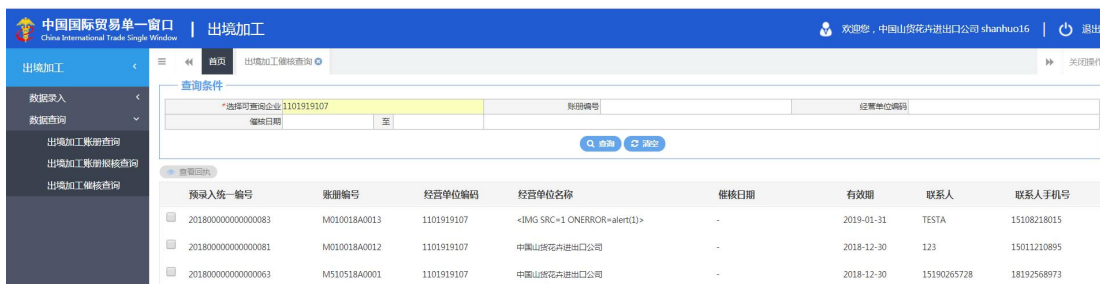 中国国际贸易单一窗口 | 出境加工
China International Trade Single Window
欢迎您，中国山货花卉进出口公司 shanhuo16 | 退出
出境加工
首页 出境加工催核查询 关闭操作
数据录入
数据查询
出境加工账册查询
出境加工账册报核查询
出境加工催核查询
查询条件
*选择可查询企业 1101919107 账册编号 经营单位编码
催核日期 至
查询 清空
查看回执
预录入统一编号 账册编号 经营单位编码 经营单位名称 催核日期 有效期 联系人 联系人手机号
201800000000000083 M010018A0013 1101919107 <IMG SRC=1 ONERROR=alert(1)> - 2019-01-31 TESTA 15108218015
201800000000000081 M010018A0012 1101919107 中国山货花卉进出口公司 - 2018-12-30 123 15011210895
201800000000000063 M510518A0001 1101919107 中国山货花卉进出口公司 - 2018-12-30 15190265728 18192568973